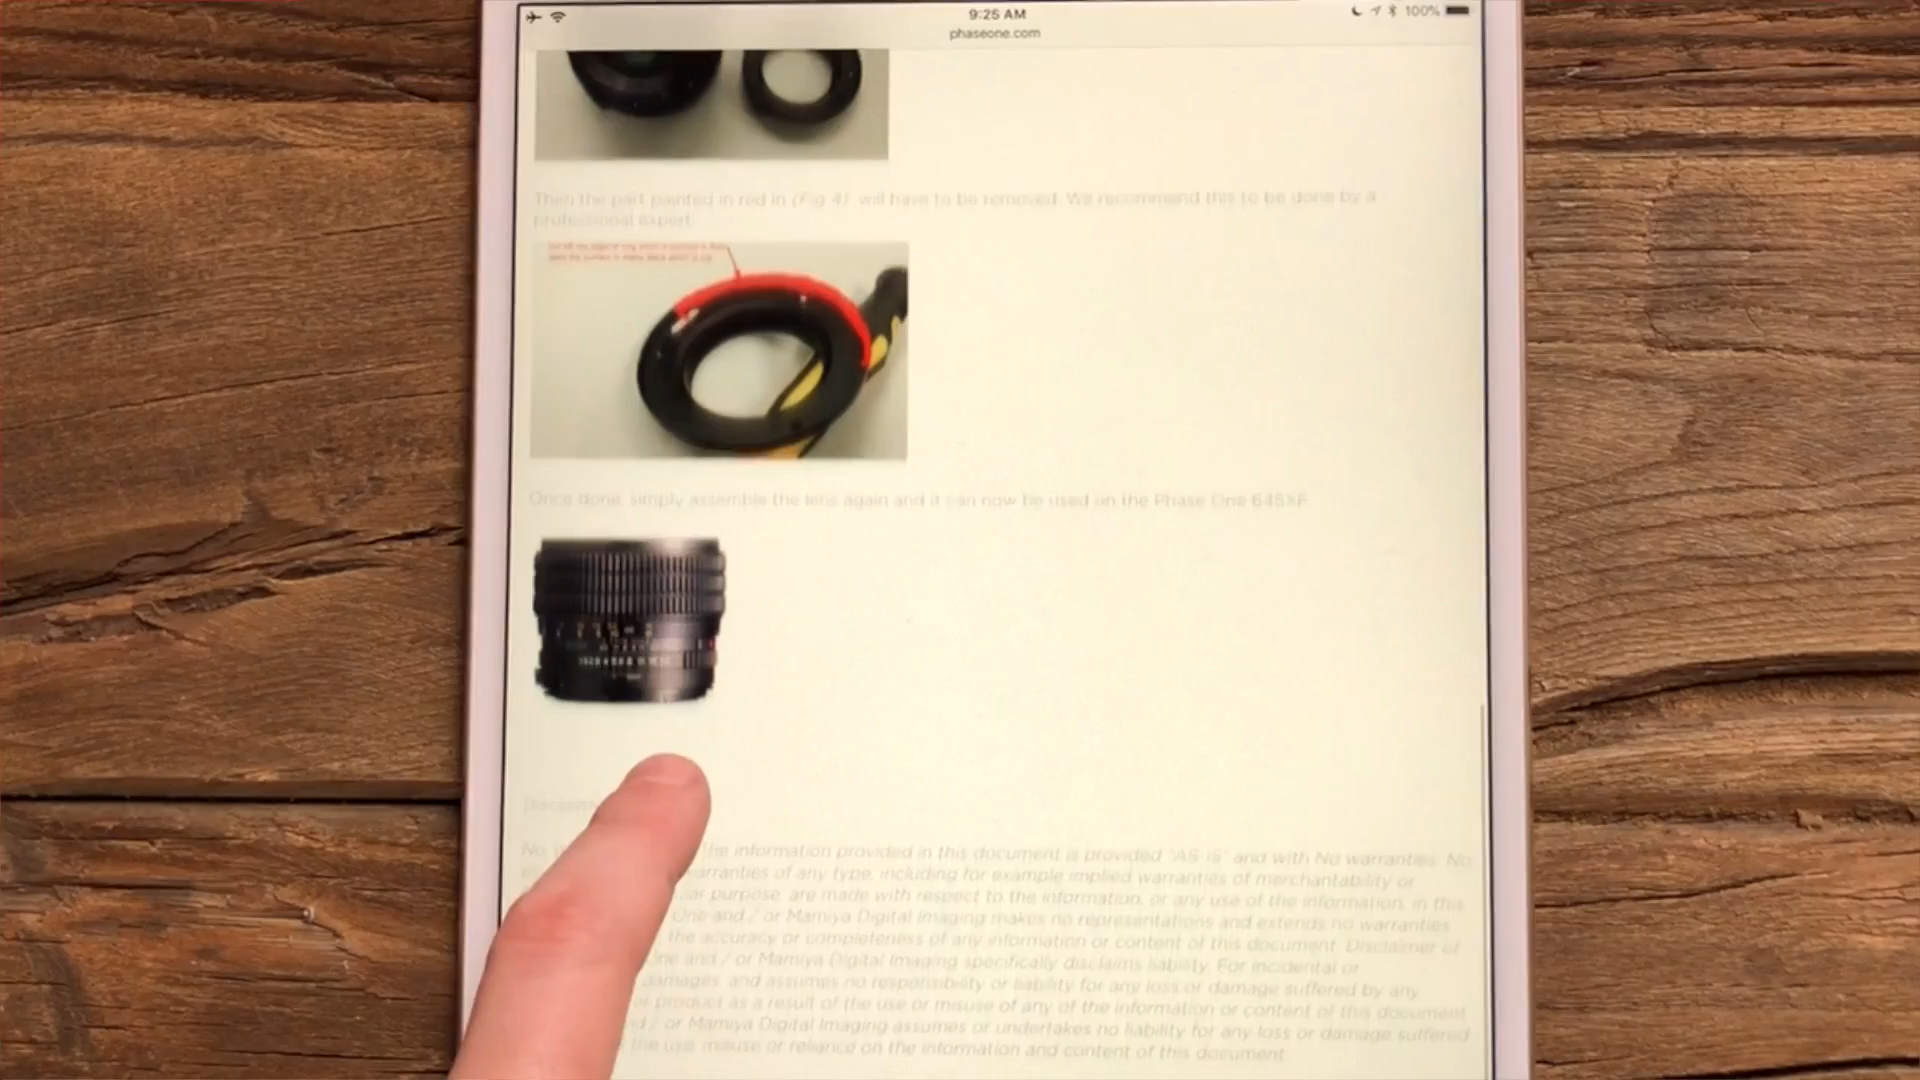 9:25 AM
100%
phaseone.com
Then the part painted in red in (Fig 4) will have to be removed. We recommend this to be done by a
professional expert.
Once done, simply assemble the lens again and it can now be used on the Phase One 645XF.
he information provided in this document is provided "AS IS" and with No warranties. No
arranties of any type, including for example implied warranties of merchantability or
lar purpose, are made with respect to the information, or any use of the information, in this
One and / or Mamiya Digital Imaging makes no representations and extends no warranties
the accuracy or completeness of any information or content of this document. Disclaimer of
One and / or Mamiya Digital Imaging specifically disclaims liability. For incidental or
damages, and assumes no responsibility or liability for any loss or damage suffered by any
or product as a result of the use or misuse of any of the information or content of this document
d / or Mamiya Digital Imaging assumes or undertakes no liability for any loss or damage suffered
the use, misuse or reliance on the information and content of this document.